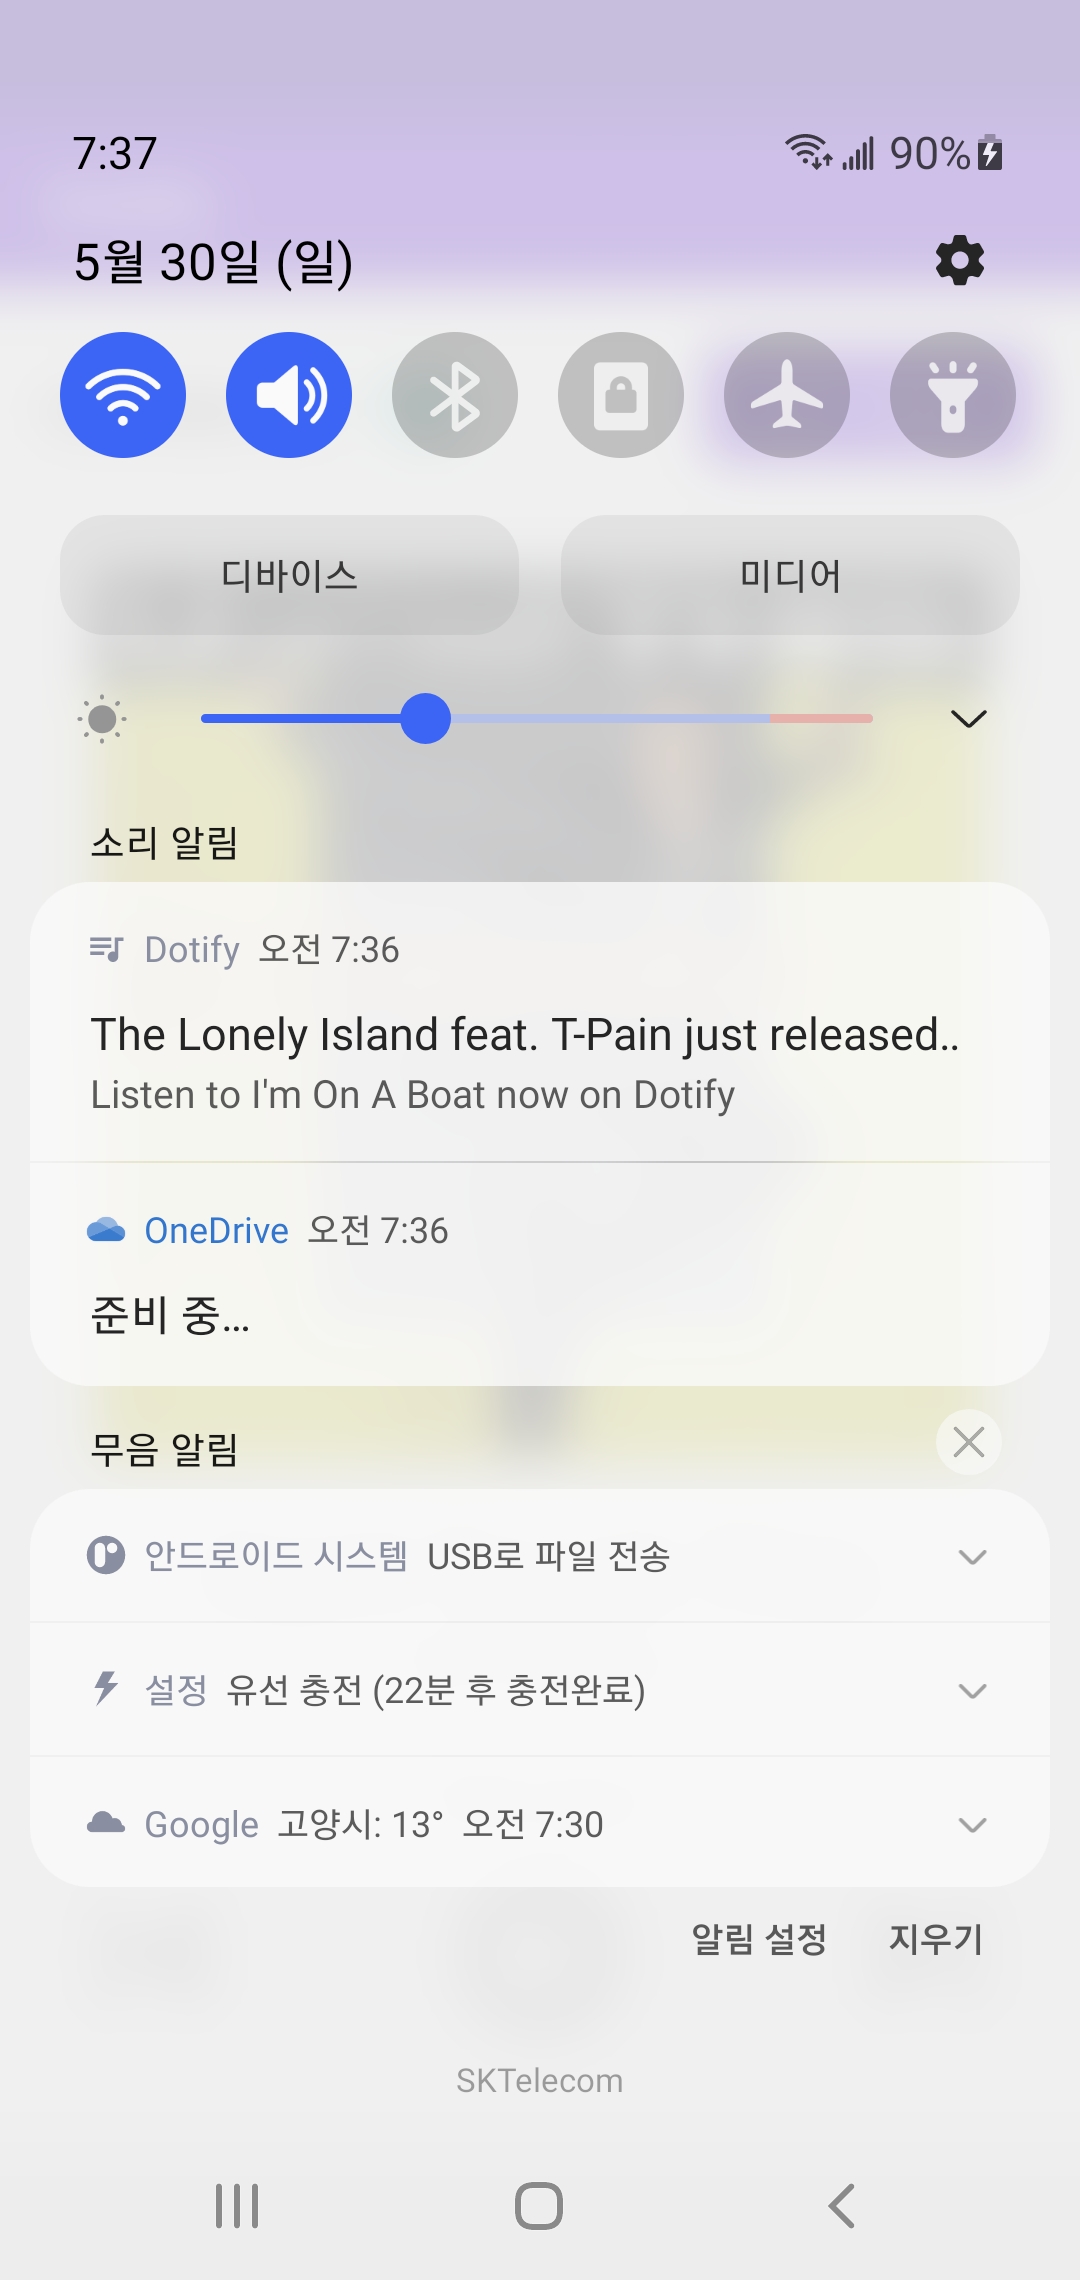 7:37
90%
5월 30일 (일)
디바이스
미디어
소리 알림
Dotify 오전 7:36
The Lonely Island feat. T-Pain just released..
Listen to I'm On A Boat now on Dotify
OneDrive 오전 7:36
준비 중...
무음 알림
안드로이드 시스템 USB로 파일 전송
설정 유선 충전 (22분 후 충전완료)
Google 고양시: 13° 오전 7:30
알림 설정 지우기
SKTelecom